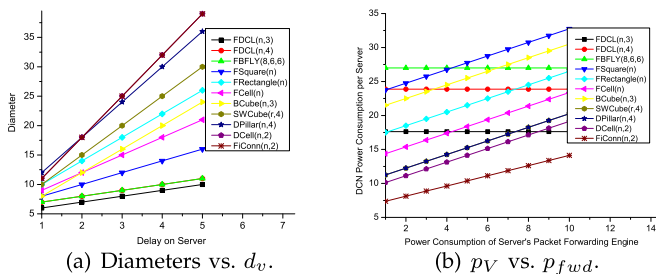 40
35
30
25
20
15
10
5
1
2
3
4
5
6
7
Diameter
Delay on Server
FDCL(n,3)
FDCL(n,4)
FBFLY(8,6,6)
FSquare(n)
FRectangle(n)
FCell(n)
BCube(n,3)
SWCube(r,4)
DPillar(n,4)
DCell(n,2)
FiConn(n,2)
(a) Diameters vs. d_v.
35
30
25
20
15
10
5
2
4
6
8
10
12
14
DCN Power Consumption per Server
Power Consumption of Server's Packet Forwarding Engine
FDCL(n,3)
FDCL(n,4)
FBFLY(8,6,6)
FSquare(n)
FRectangle(n)
FCell(n)
BCube(n,3)
SWCube(r,4)
DPillar(n,4)
DCell(n,2)
FiConn(n,2)
(b) p_V vs. p_fwd.